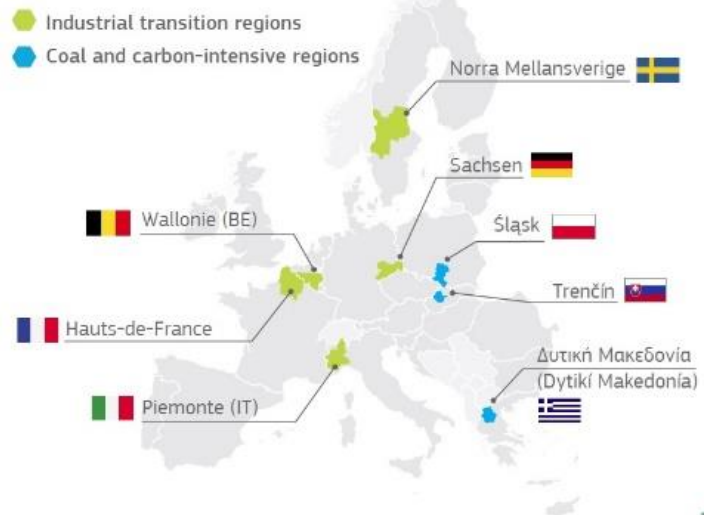 Industrial transition regions
Coal and carbon-intensive regions
Norra Mellansverige
Sachsen
Wallonie (BE)
Śląsk
Trenčín
Hauts-de-France
Δυτική Μακεδονία
(Dytikí Makedonía)
Piemonte (IT)